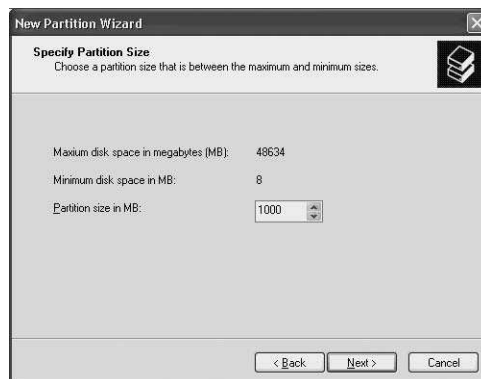 New Partition Wizard
Specify Partition Size
Choose a partition size that is between the maximum and minimum sizes.
Maxium disk space in megabytes (MB): 48634
Minimum disk space in MB: 8
Partition size in MB: 1000
< Back Next > Cancel